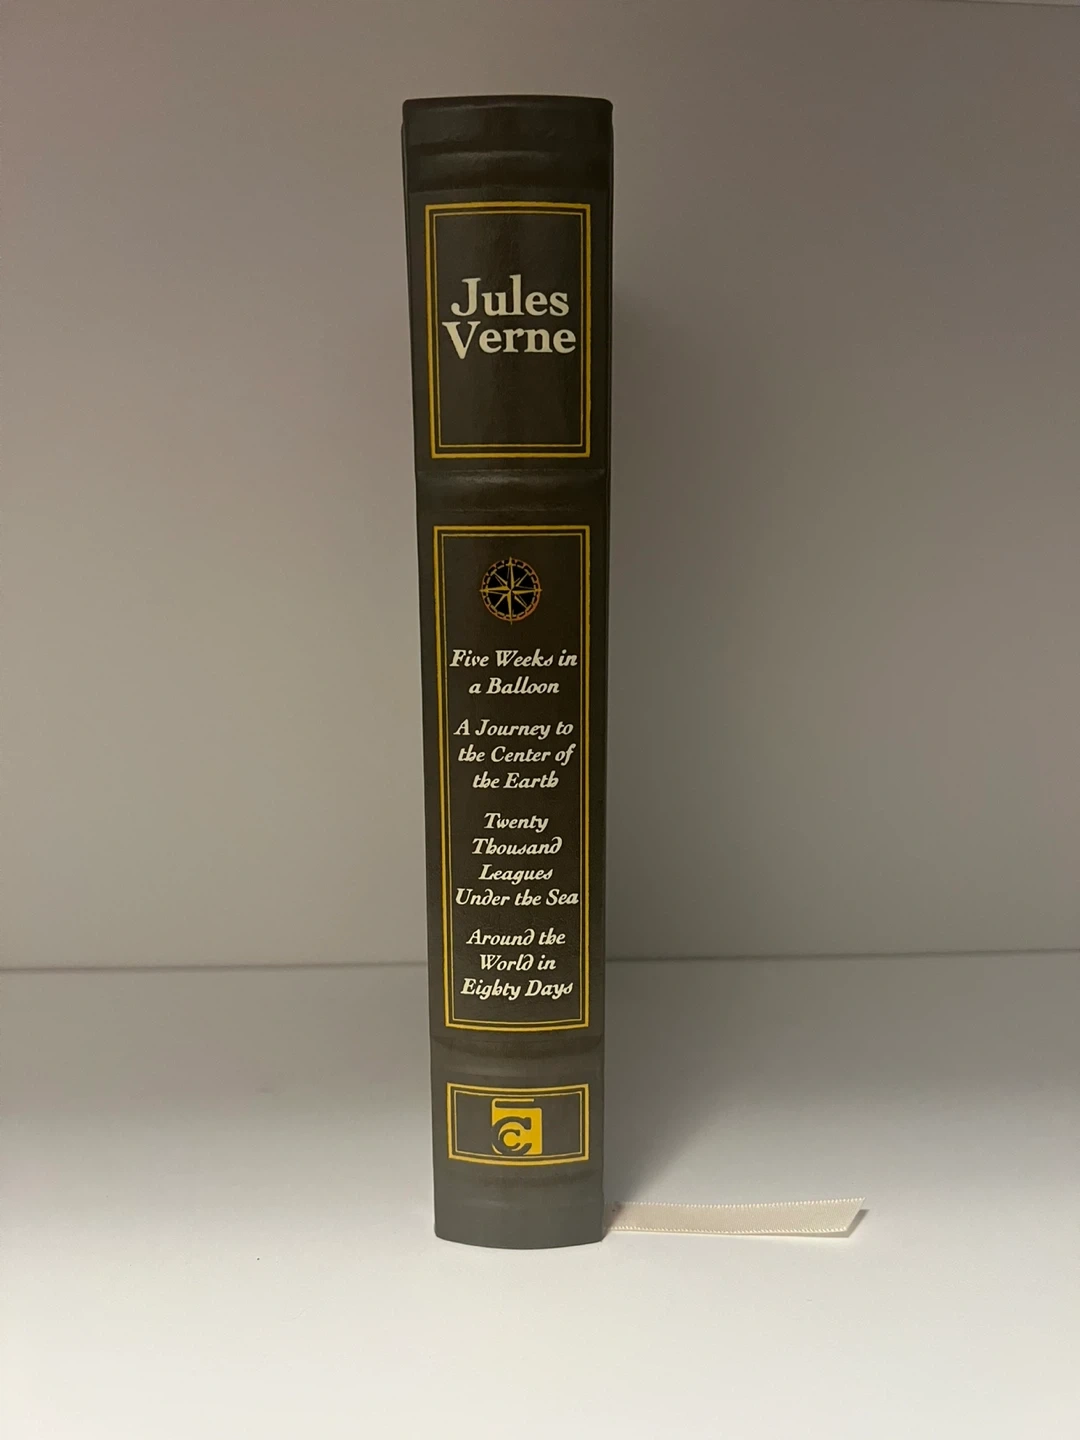 Jules
Verne
Five Weeks in
a Balloon
A Journey to
the Center of
the Earth
Twenty
Thousand
Leagues
Under the Sea
Around the
World in
Eighty Days
CC